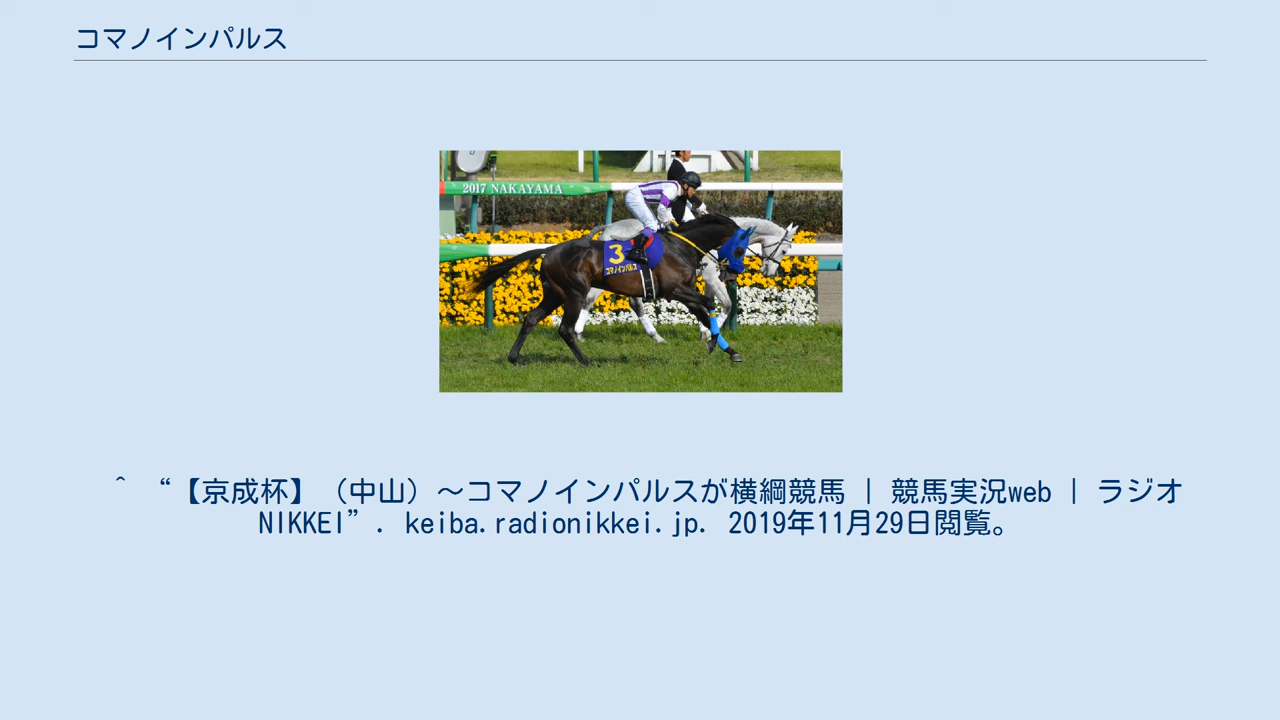 コマノインパルス
2017 NAKAYAMA
3
コマノインパルス
^ “【京成杯】（中山）～コマノインパルスが横綱競馬 | 競馬実況web | ラジオ
NIKKEI”. keiba.radionikkei.jp. 2019年11月29日閲覧。